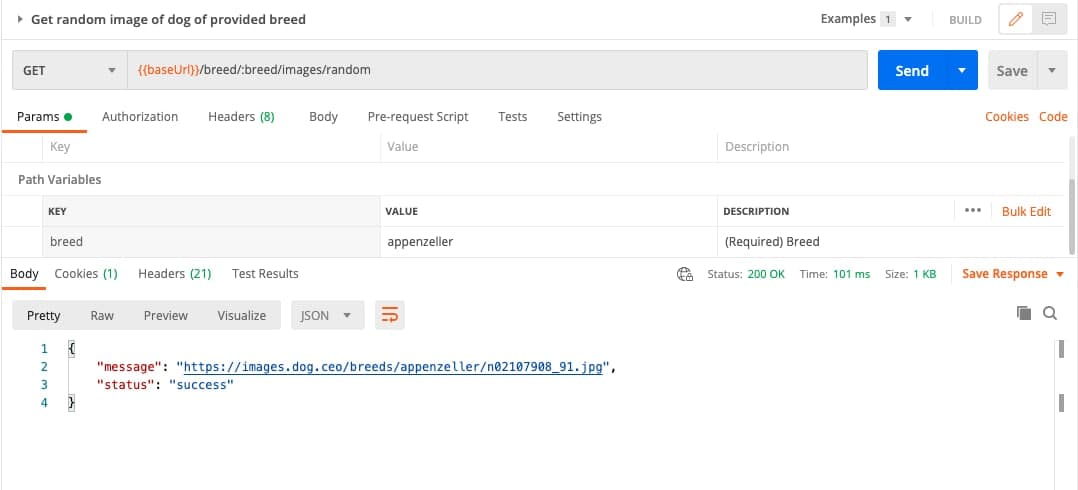 Get random image of dog of provided breed Examples 1 BUILD
GET {{baseUrl}}/breed/:breed/images/random Send Save
Params Authorization Headers (8) Body Pre-request Script Tests Settings Cookies Code
Key Value Description
Path Variables
KEY VALUE DESCRIPTION ••• Bulk Edit
breed appenzeller (Required) Breed
Body Cookies (1) Headers (21) Test Results Status: 200 OK Time: 101 ms Size: 1 KB Save Response
Pretty Raw Preview Visualize JSON
1 {
2 "message": "https://images.dog.ceo/breeds/appenzeller/n02107908_91.jpg",
3 "status": "success"
4 }